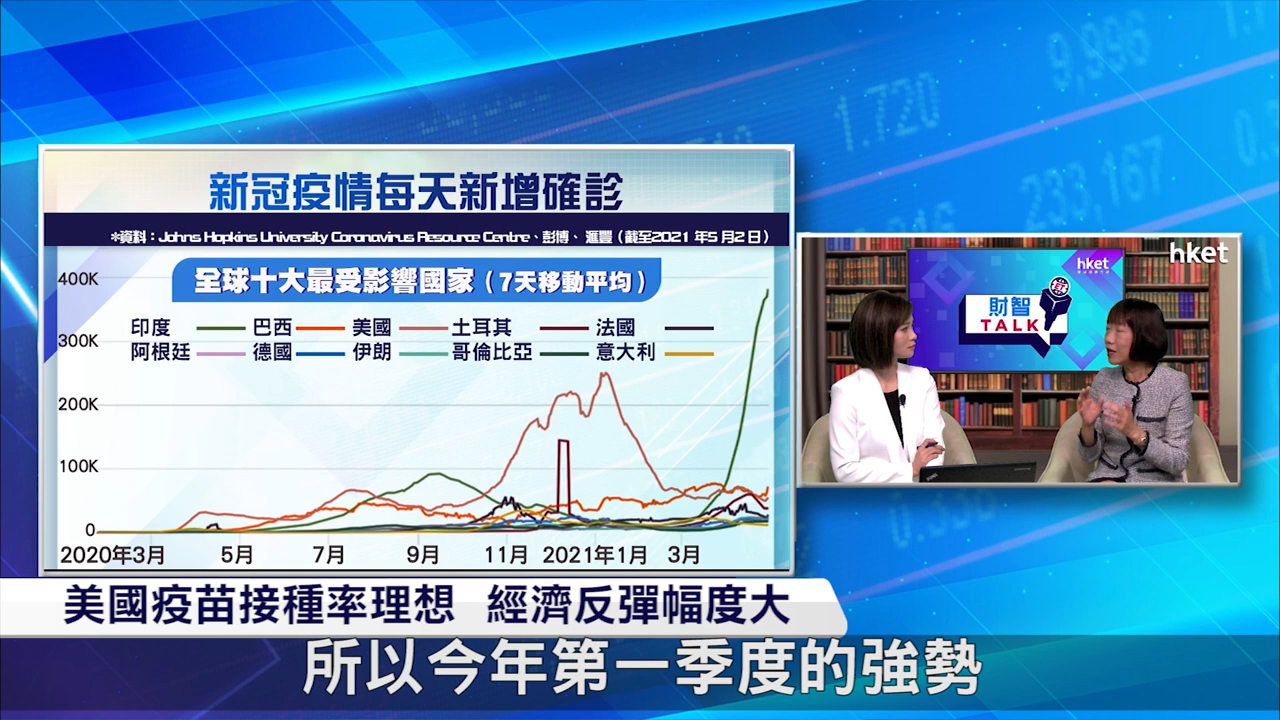 新冠疫情每天新增確診
*資料：Johns Hopkins University Coronavirus Resource Centre、彭博、滙豐（截至2021 年5 月2 日）
全球十大最受影響國家（7天移動平均）
印度 巴西 美國 土耳其 法國
阿根廷 德國 伊朗 哥倫比亞 意大利
400K
300K
200K
100K
0
2020年3月 5月 7月 9月 11月 2021年1月 3月
hket
hket
財智
TALK
1.720
9,996
233,167
美國疫苗接種率理想 經濟反彈幅度大
所以今年第一季度的強勢